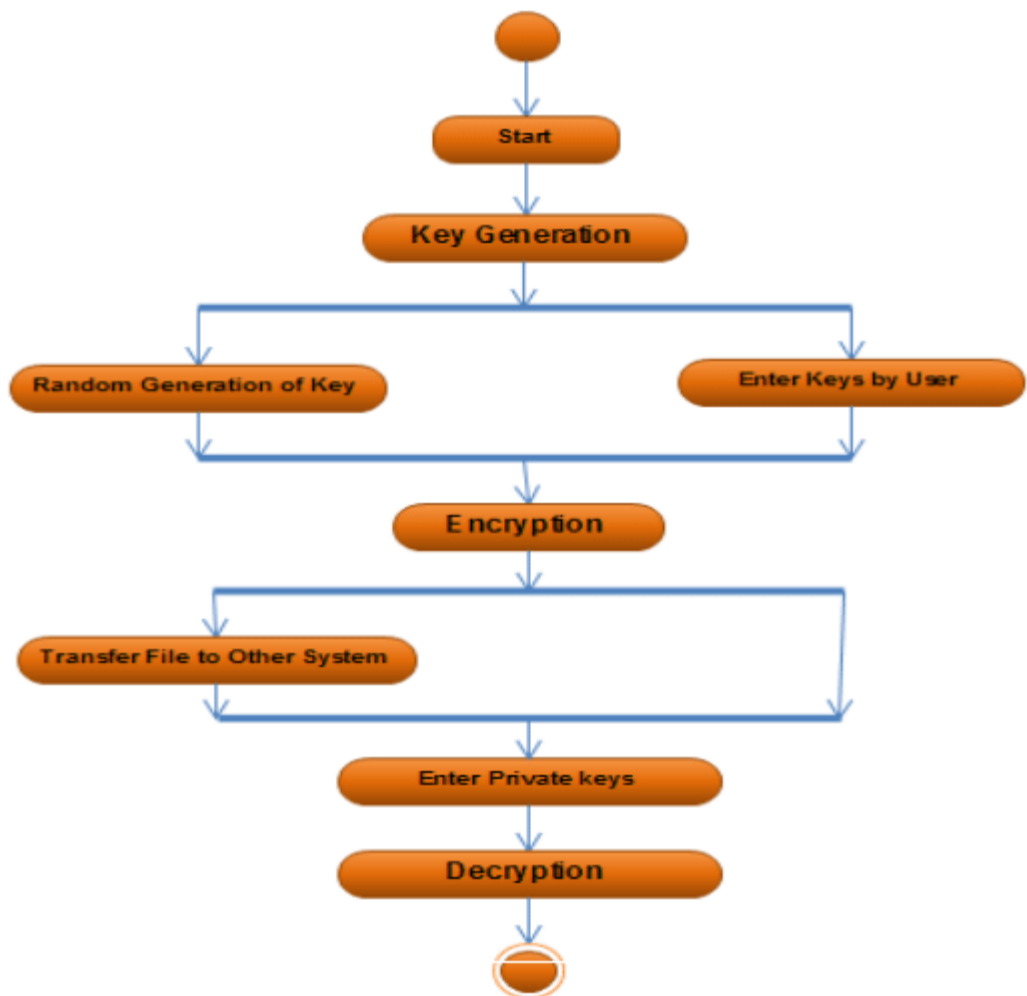 Start
Key Generation
Random Generation of Key
Enter Keys by User
Encryption
Transfer File to Other System
Enter Private keys
Decryption